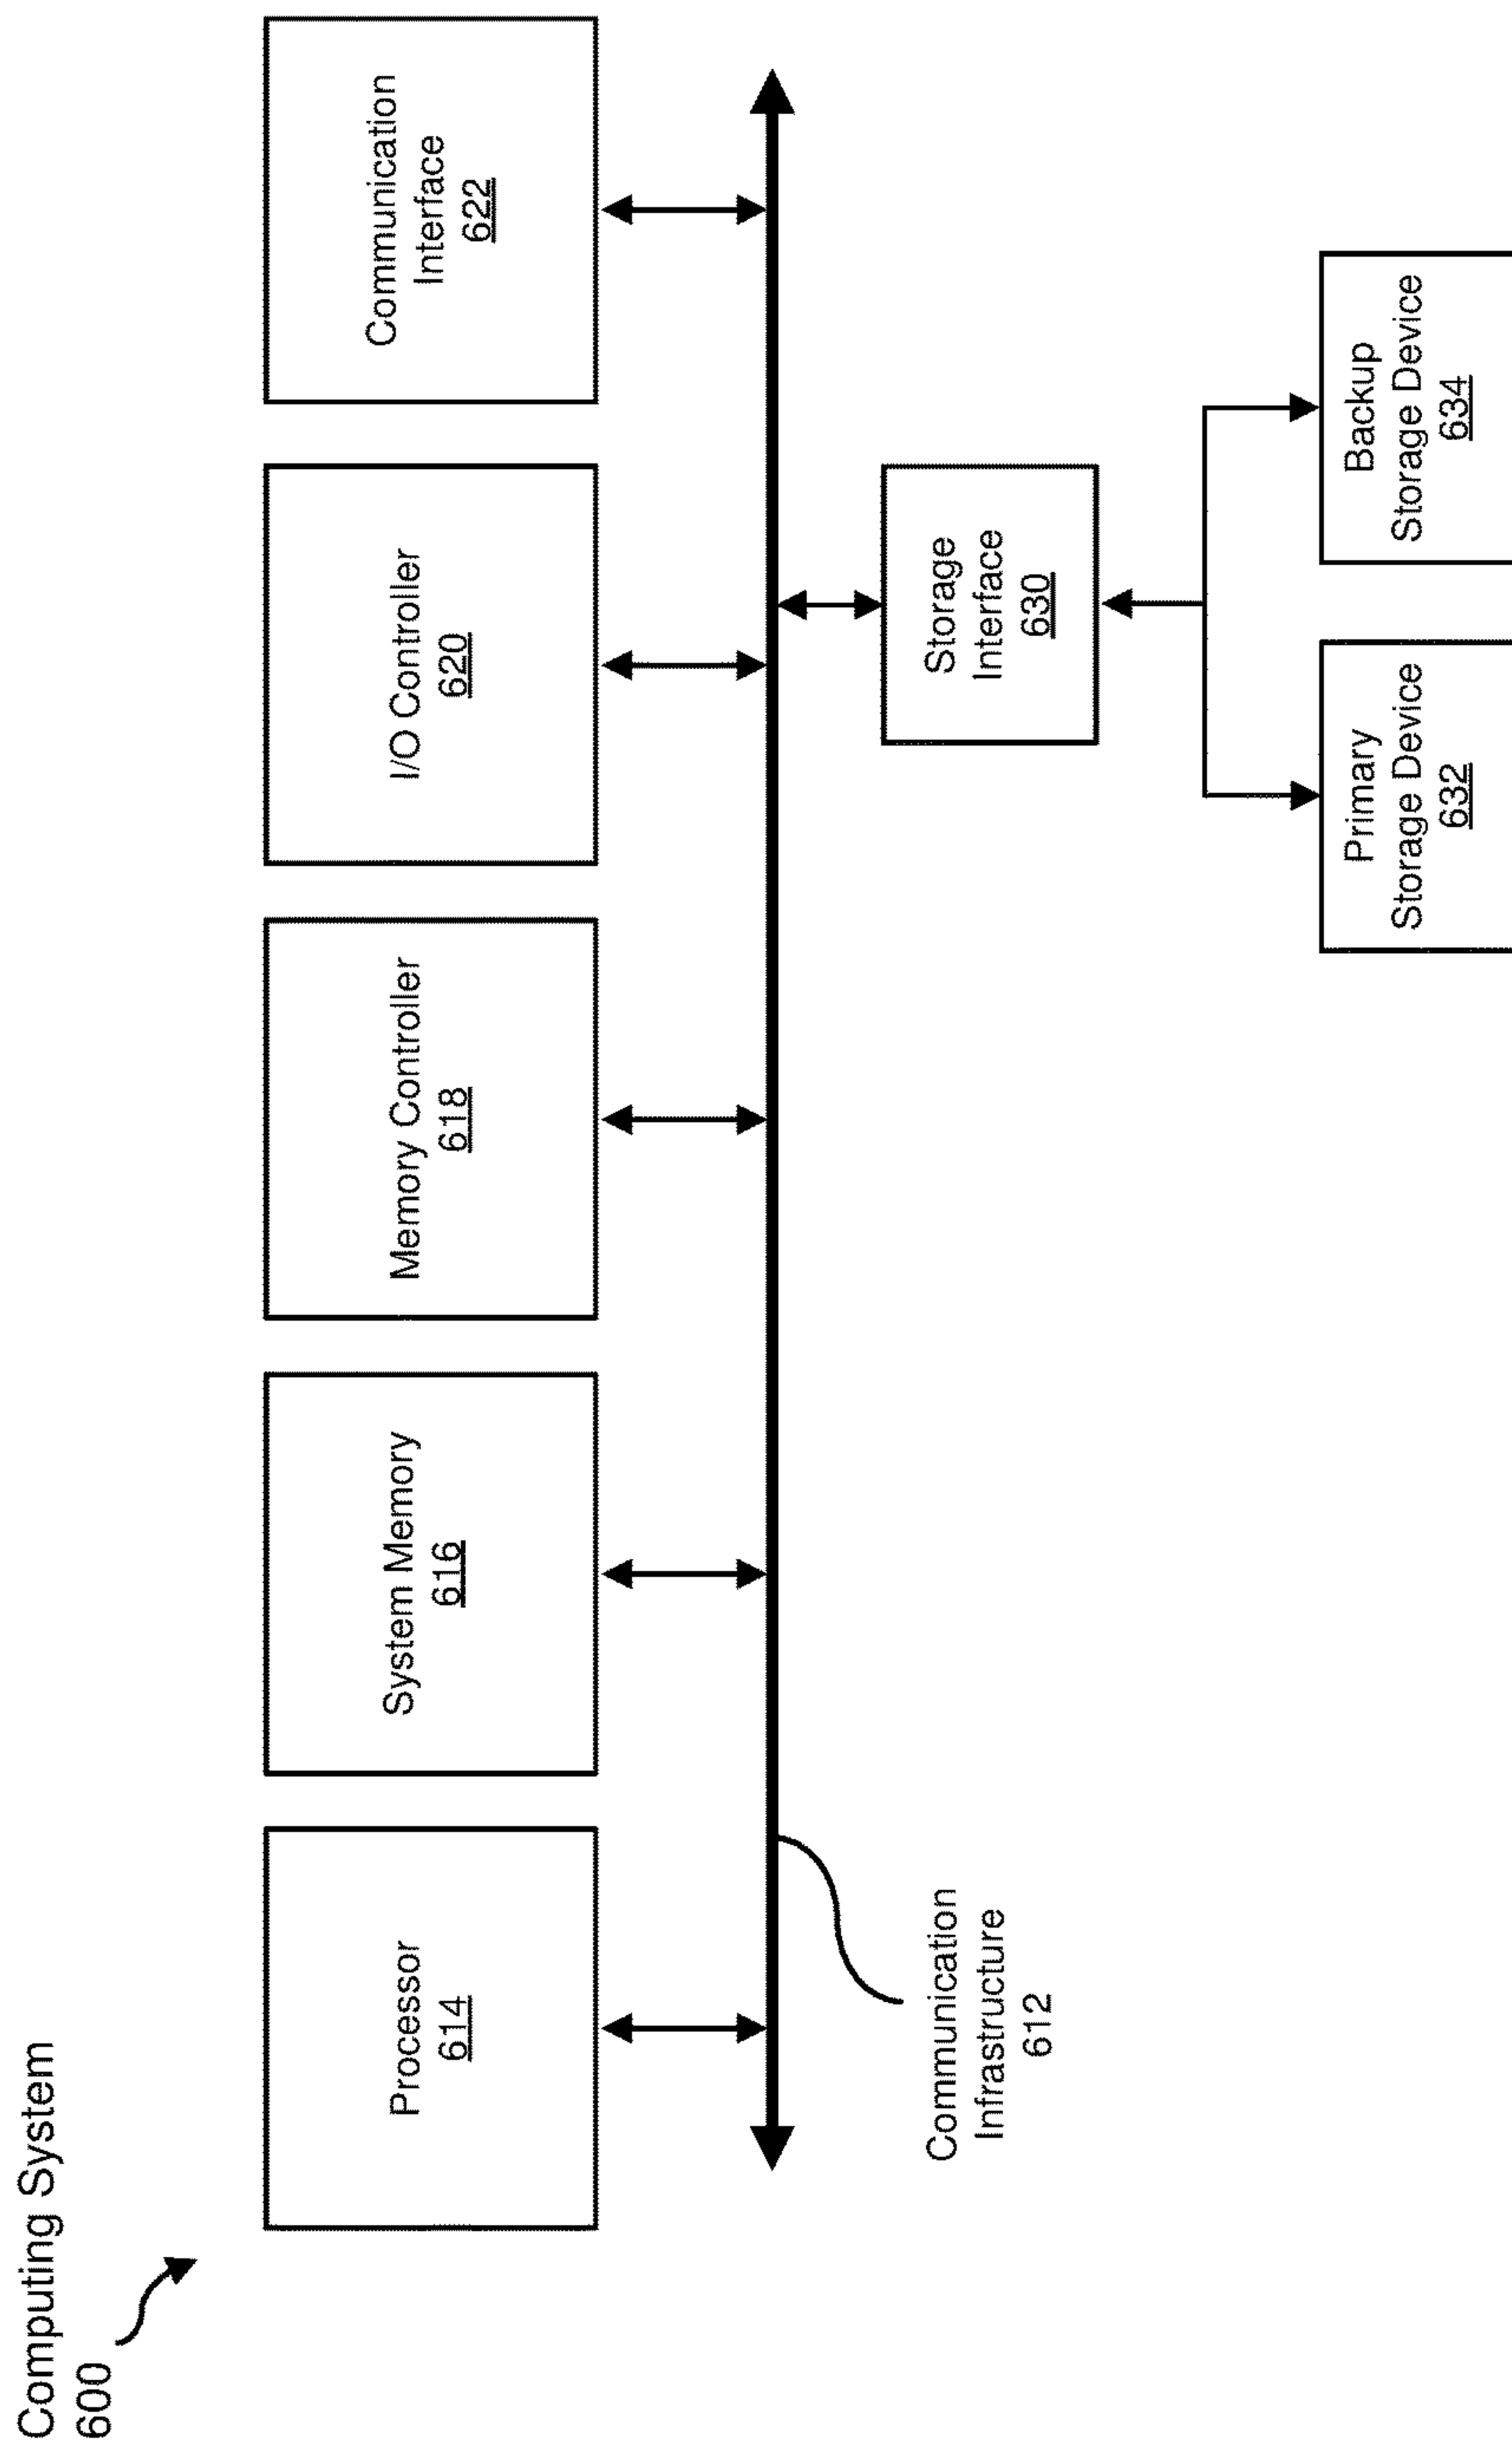 Computing System
600
Processor
614
System Memory
616
Memory Controller
618
I/O Controller
620
Communication
Interface
622
Communication
Infrastructure
612
Storage
Interface
630
Primary
Storage Device
632
Backup
Storage Device
634